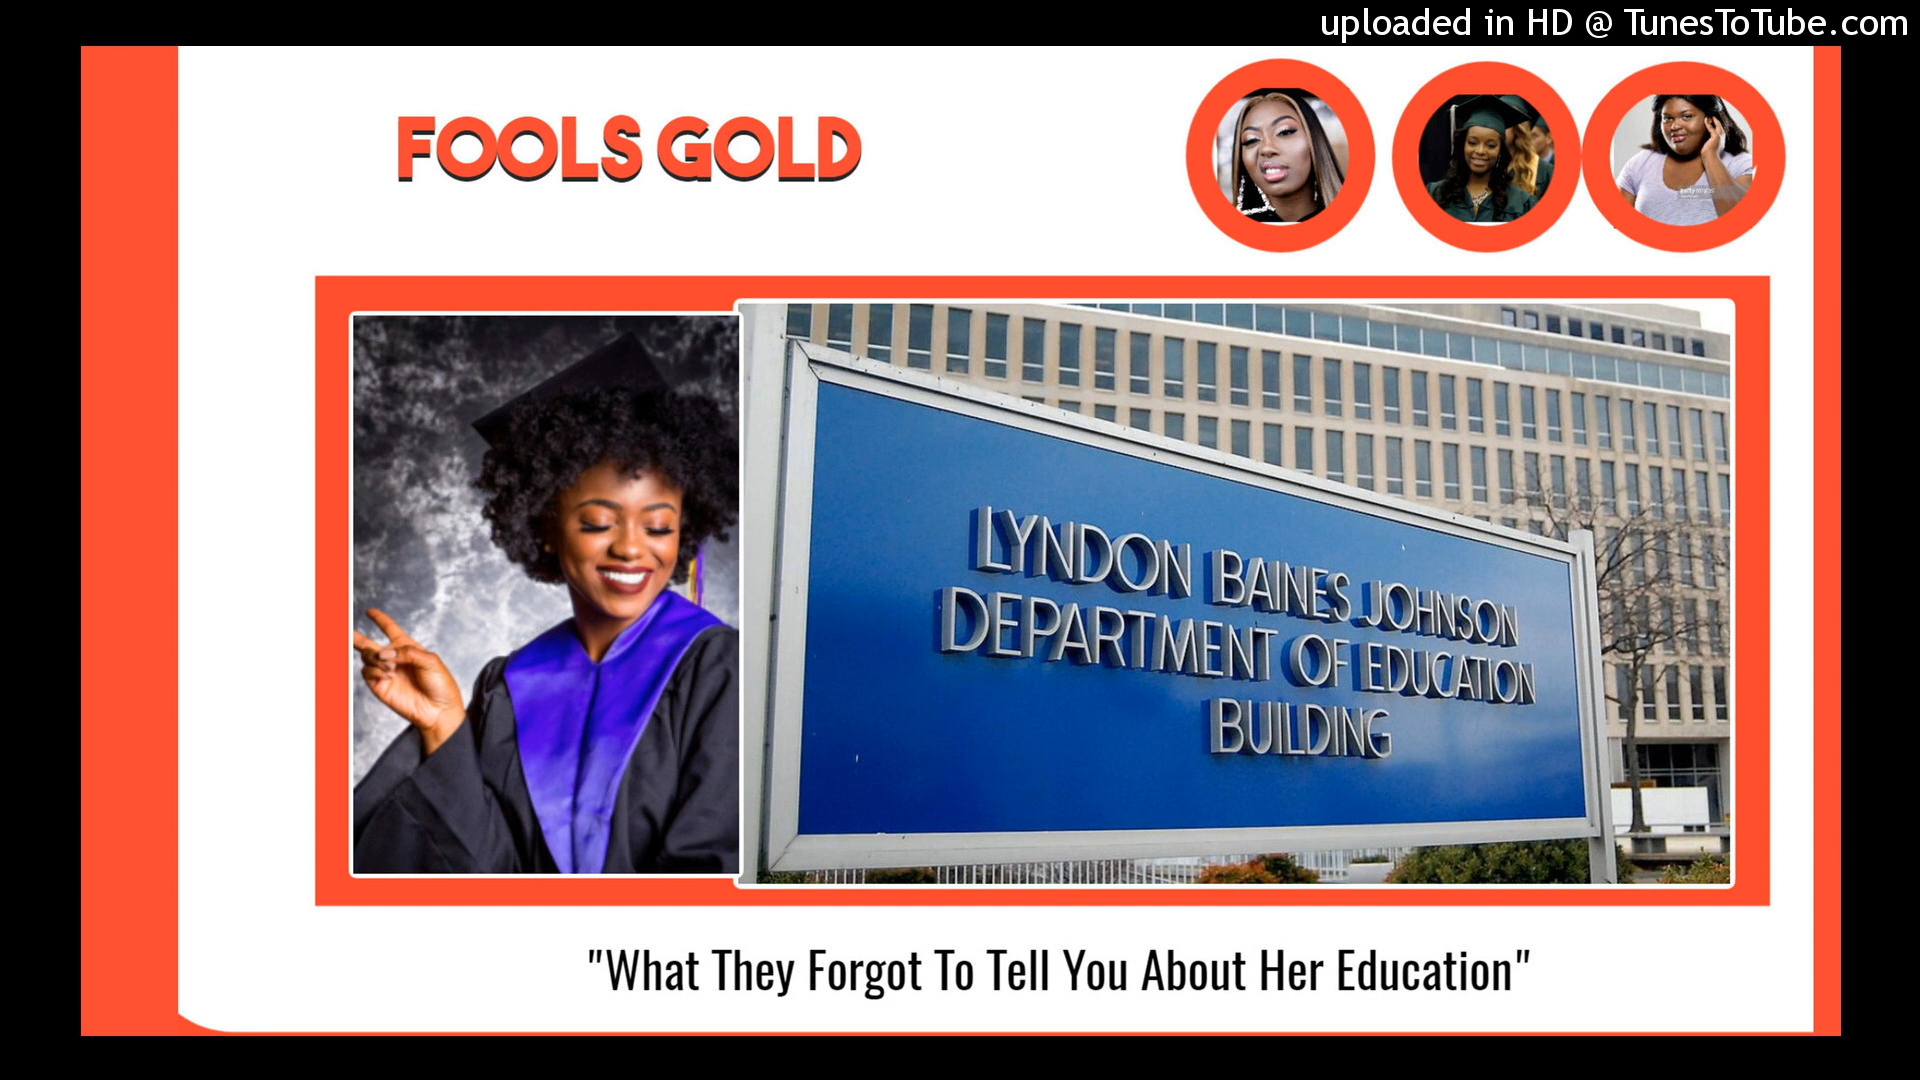 uploaded in HD @ TunesToTube.com
FOOLS GOLD
LYNDON BAINES JOHNSON
DEPARTMENT OF EDUCATION
BUILDING
"What They Forgot To Tell You About Her Education"